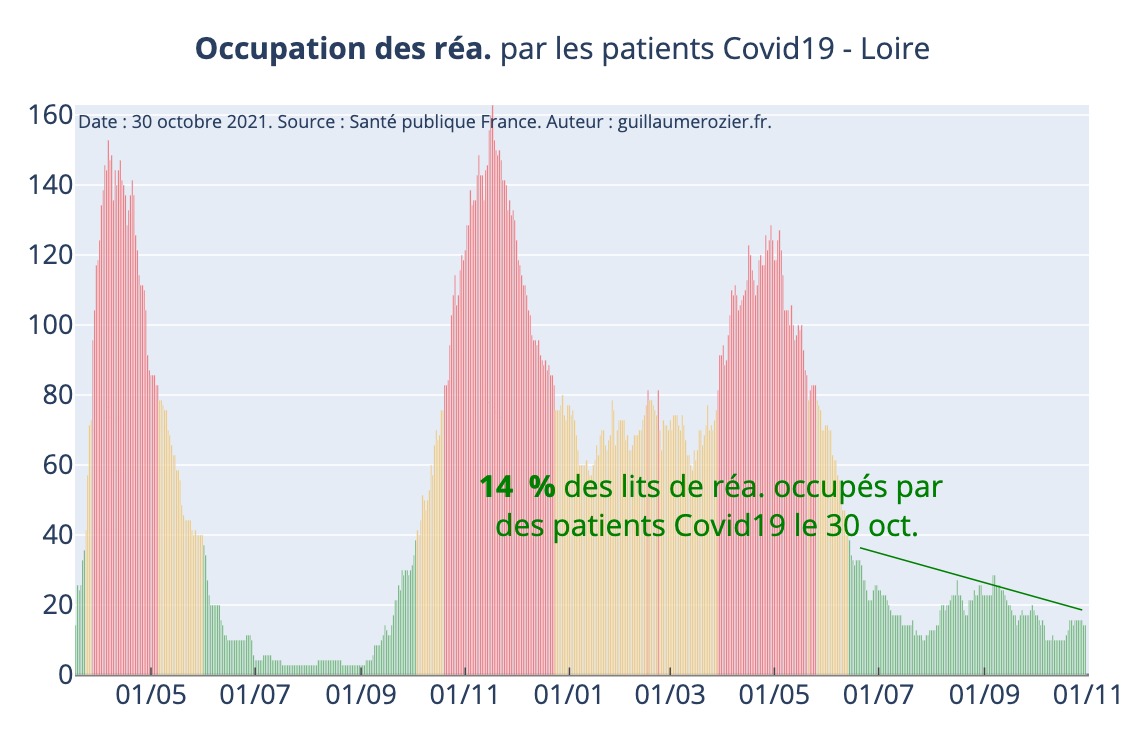 Occupation des réa. par les patients Covid19 - Loire
160
Date : 30 octobre 2021. Source : Santé publique France. Auteur : guillaumerozier.fr.
140
120
100
80
60
14 % des lits de réa. occupés par
des patients Covid19 le 30 oct.
40
20
0
01/05 01/07 01/09 01/11 01/01 01/03 01/05 01/07 01/09 01/11